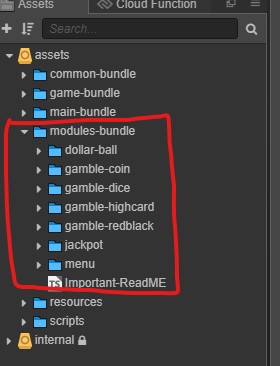 Assets
Cloud Function
Search...
assets
common-bundle
game-bundle
main-bundle
modules-bundle
dollar-ball
gamble-coin
gamble-dice
gamble-highcard
gamble-redblack
jackpot
menu
TS Important-ReadME
resources
scripts
internal